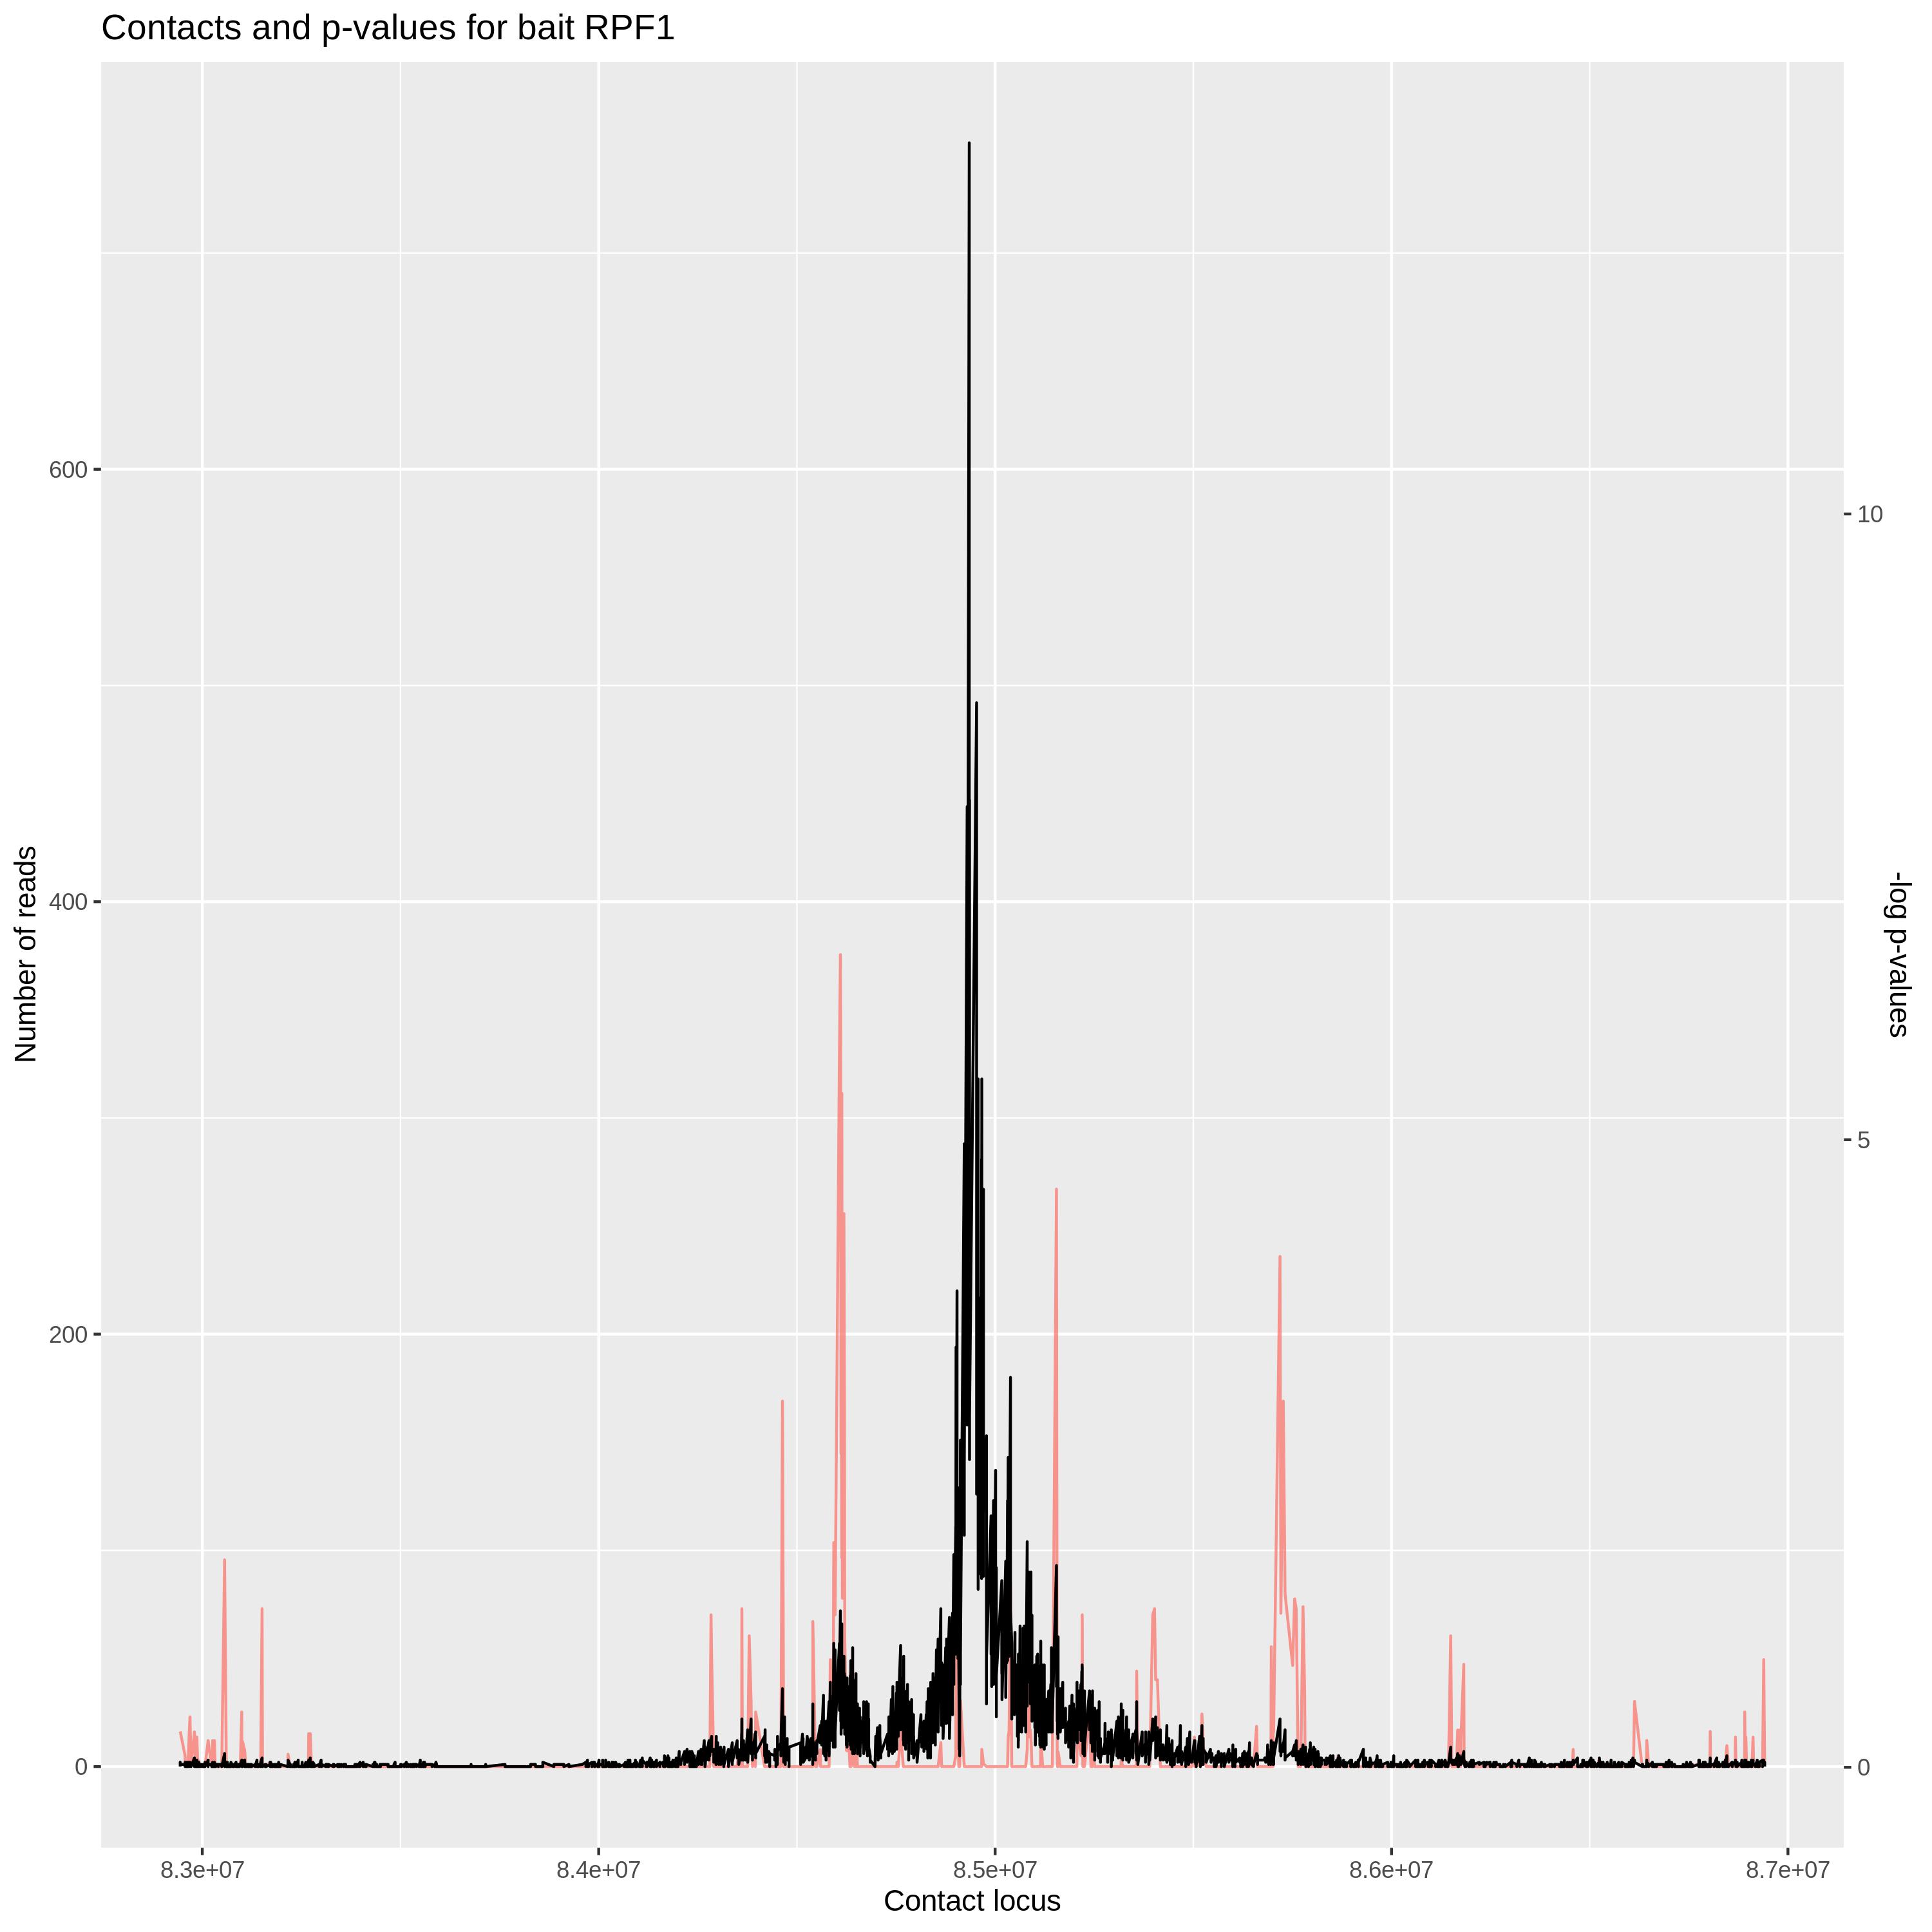 Contacts and p-values for bait RPF1
600
400
200
0
Number of reads
10
5
0
-log p-values
8.3e+07 8.4e+07 8.5e+07 8.6e+07 8.7e+07
Contact locus